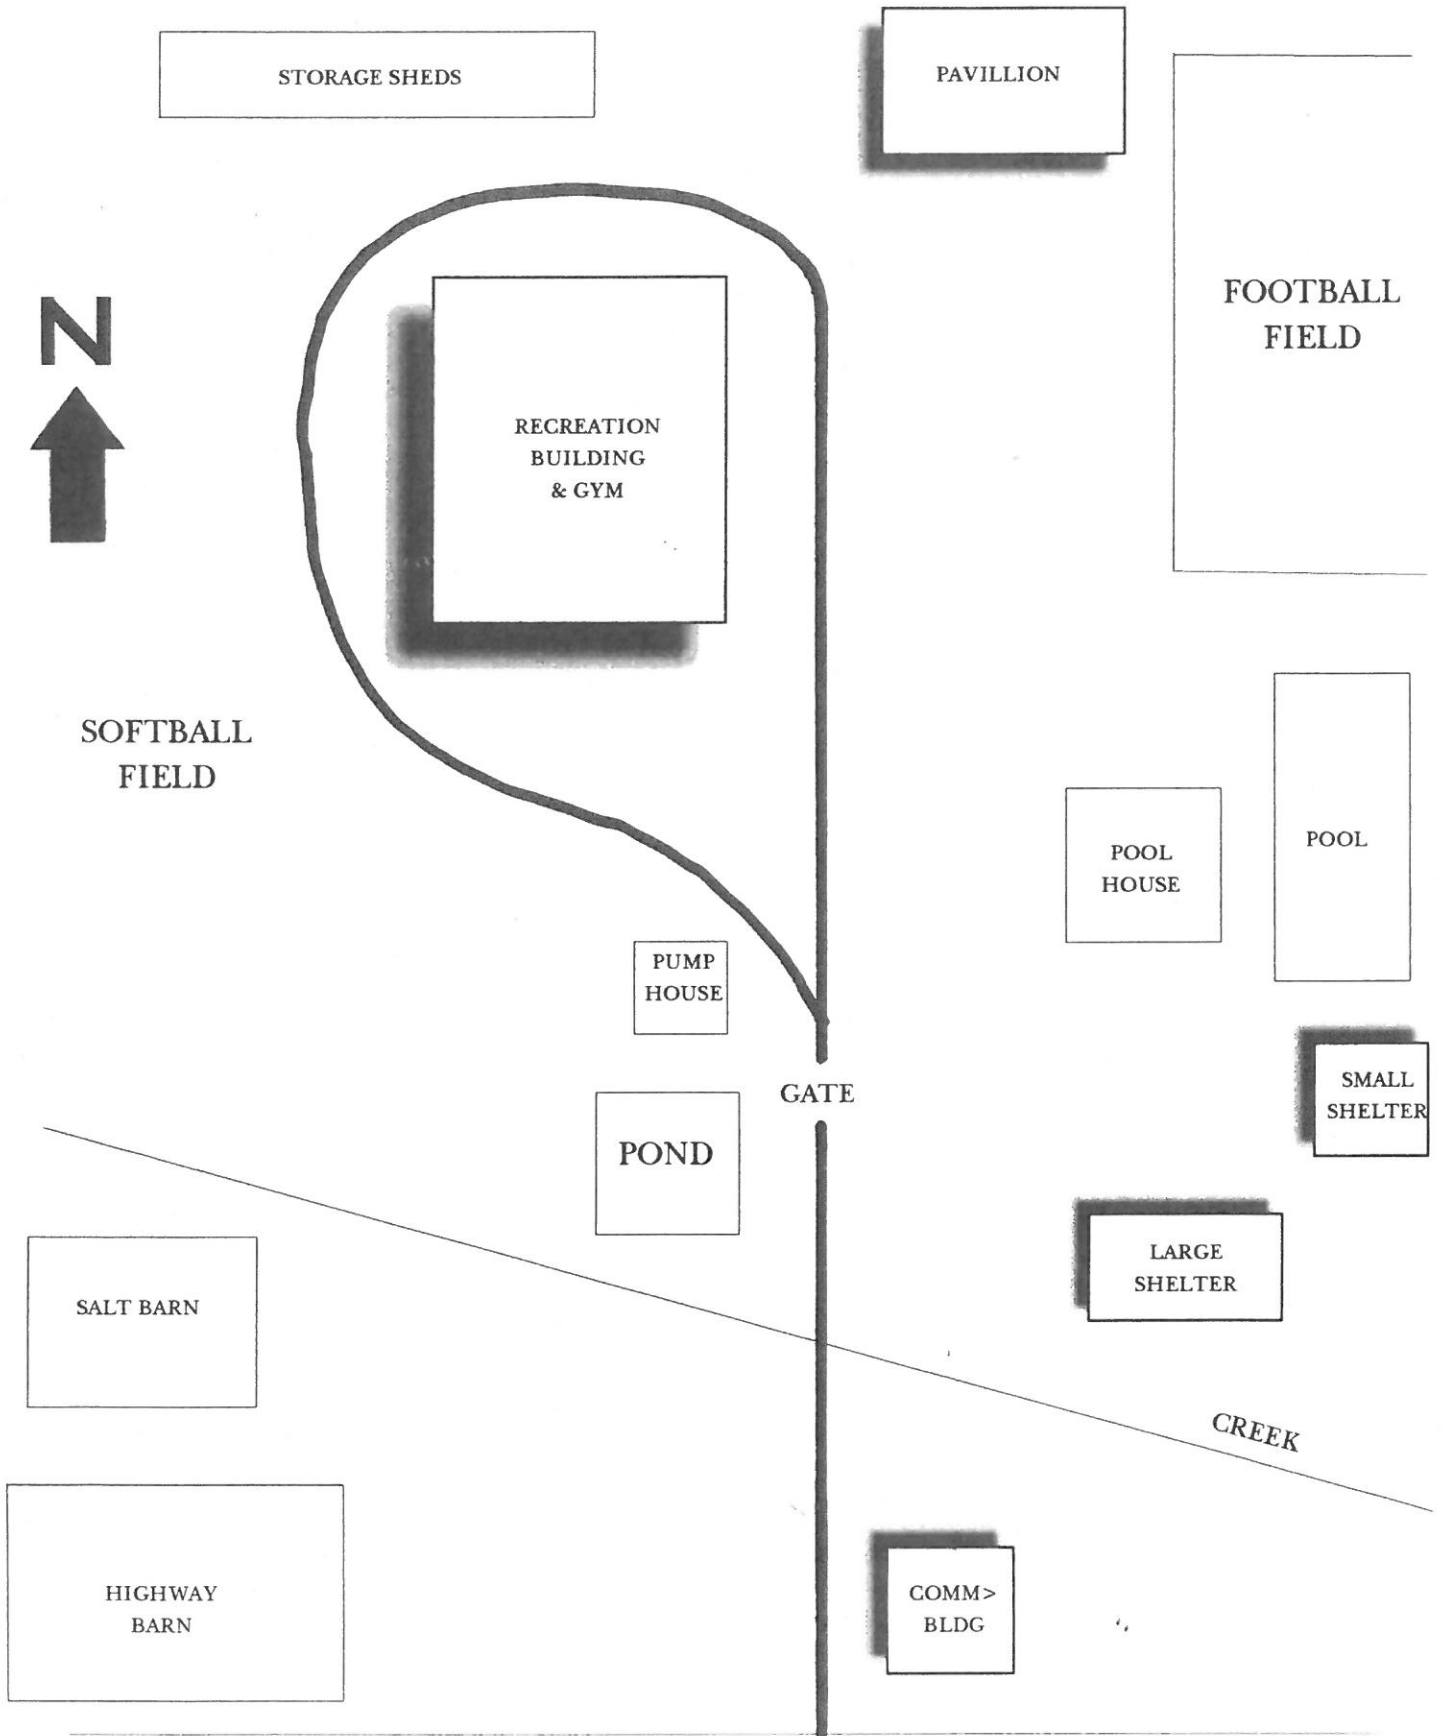 STORAGE SHEDS
PAVILLION
N
FOOTBALL
FIELD
RECREATION
BUILDING
& GYM
SOFTBALL
FIELD
POOL
HOUSE
POOL
PUMP
HOUSE
GATE
SMALL
SHELTER
POND
LARGE
SHELTER
SALT BARN
CREEK
HIGHWAY
BARN
COMM>
BLDG